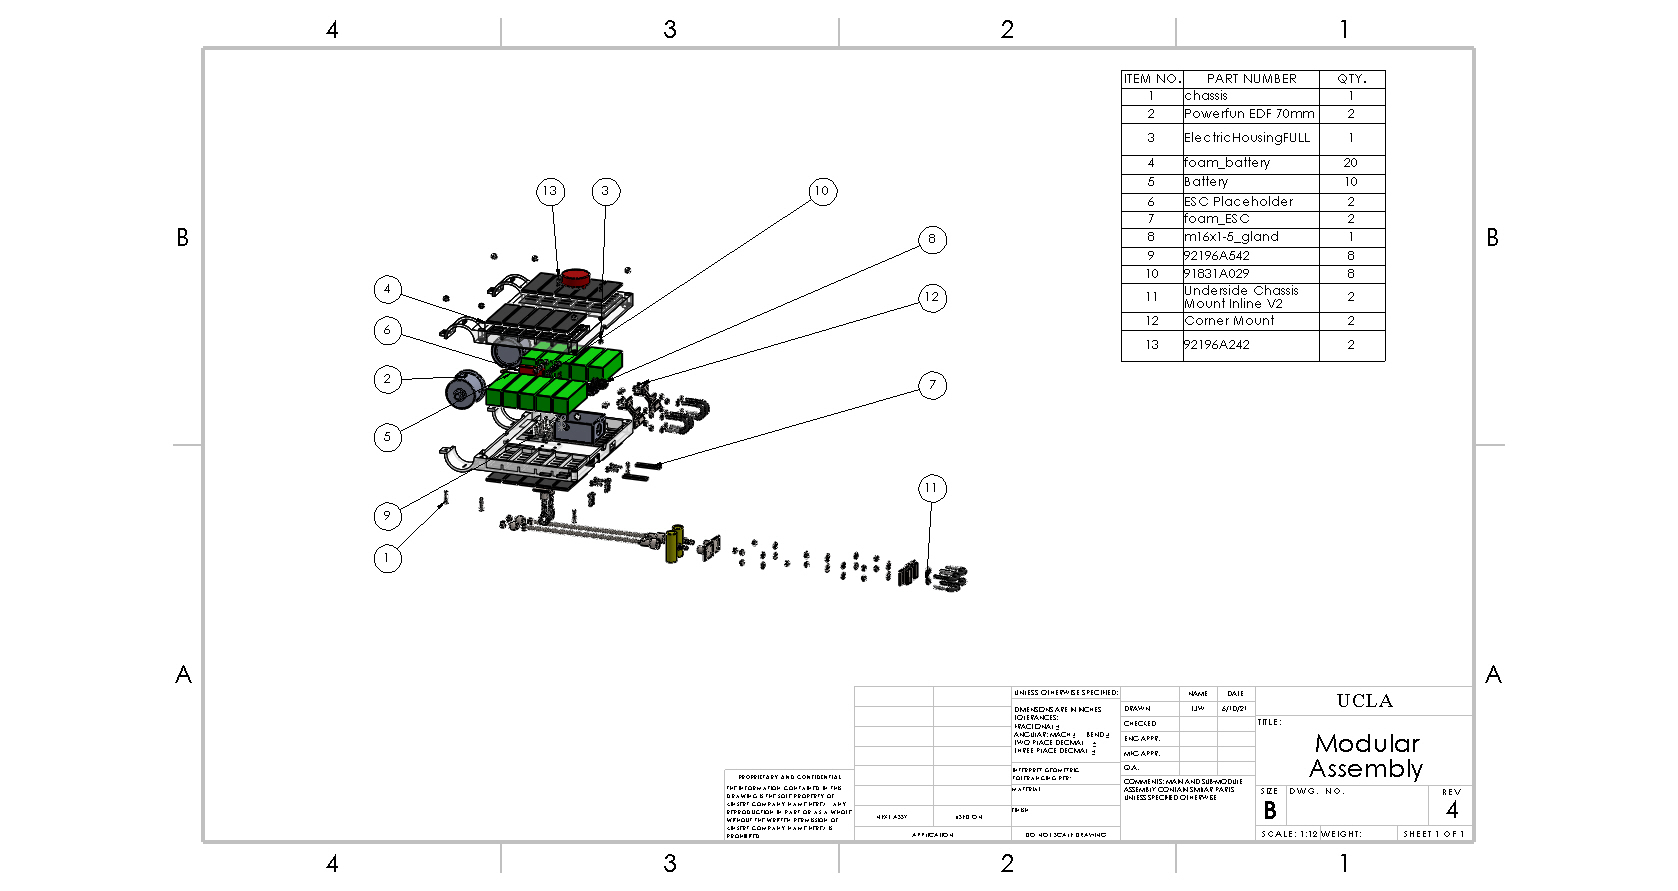 4 3 2 1
B B
A A
ITEM NO. PART NUMBER QTY.
1 chassis 1
2 Powerfun EDF 70mm 2
3 ElectricHousingFULL 1
4 foam_battery 20
5 Battery 10
6 ESC Placeholder 2
7 foam_ESC 2
8 m16x1-5_gland 1
9 92196A542 8
10 91831A029 8
11 Underside Chassis
Mount Inline V2 2
12 Corner Mount 2
13 92196A242 2
13 3 10
8
4
12
6
2
7
5
11
9
1
UNLESS OTHERWISE SPECIFIED:
DIMENSIONS ARE IN INCHES
TOLERANCES:
FRACTIONAL±
ANGULAR: MACH± BEND±
TWO PLACE DECIMAL ±
THREE PLACE DECIMAL ±
INTERPRET GEOMETRIC
TOLERANCING PER:
MATERIAL
FINISH
DO NOT SCALE DRAWING
NAME DATE
DRAWN 6/10/21
CHECKED
ENG APPR.
MFG APPR.
Q.A.
COMMENTS: MAIN AND SUB-MODULE
ASSEMBLY CONTAIN SIMILAR PARTS
UNLESS SPECIFIED OTHERWISE
UCLA
TITLE:
Modular
Assembly
SIZE DWG. NO. REV
B 4
SCALE: 1:12 WEIGHT: SHEET 1 OF 1
PROPRIETARY AND CONFIDENTIAL
THE INFORMATION CONTAINED IN THIS
DRAWING IS THE SOLE PROPERTY OF
<INSERT COMPANY NAME HERE>. ANY
REPRODUCTION IN PART OR AS A WHOLE
WITHOUT THE WRITTEN PERMISSION OF
<INSERT COMPANY NAME HERE> IS
PROHIBITED.
NEXT ASSY USED ON
APPLICATION
4 3 2 1